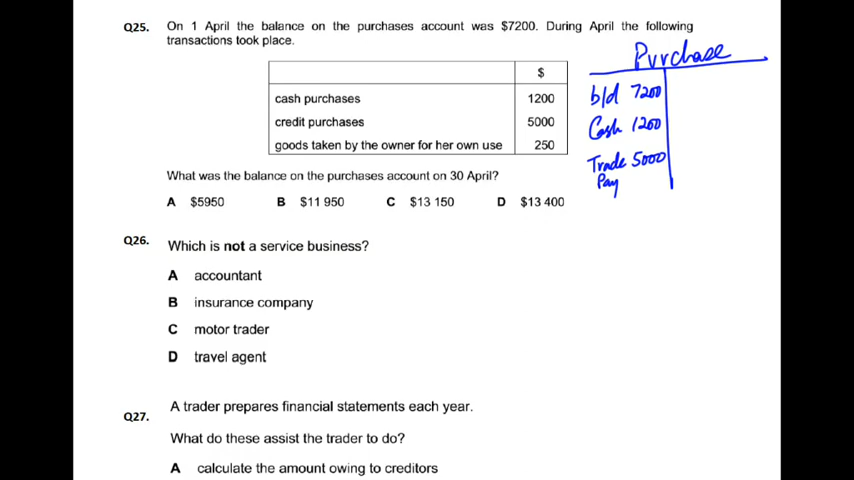 Q25. On 1 April the balance on the purchases account was $7200. During April the following
transactions took place.
$
cash purchases 1200
credit purchases 5000
goods taken by the owner for her own use 250
What was the balance on the purchases account on 30 April?
A $5950 B $11 950 C $13 150 D $13 400
Purchase
b/d 7200
Cash 1200
Trade 5000
Pay
Q26. Which is not a service business?
A accountant
B insurance company
C motor trader
D travel agent
Q27. A trader prepares financial statements each year.
What do these assist the trader to do?
A calculate the amount owing to creditors